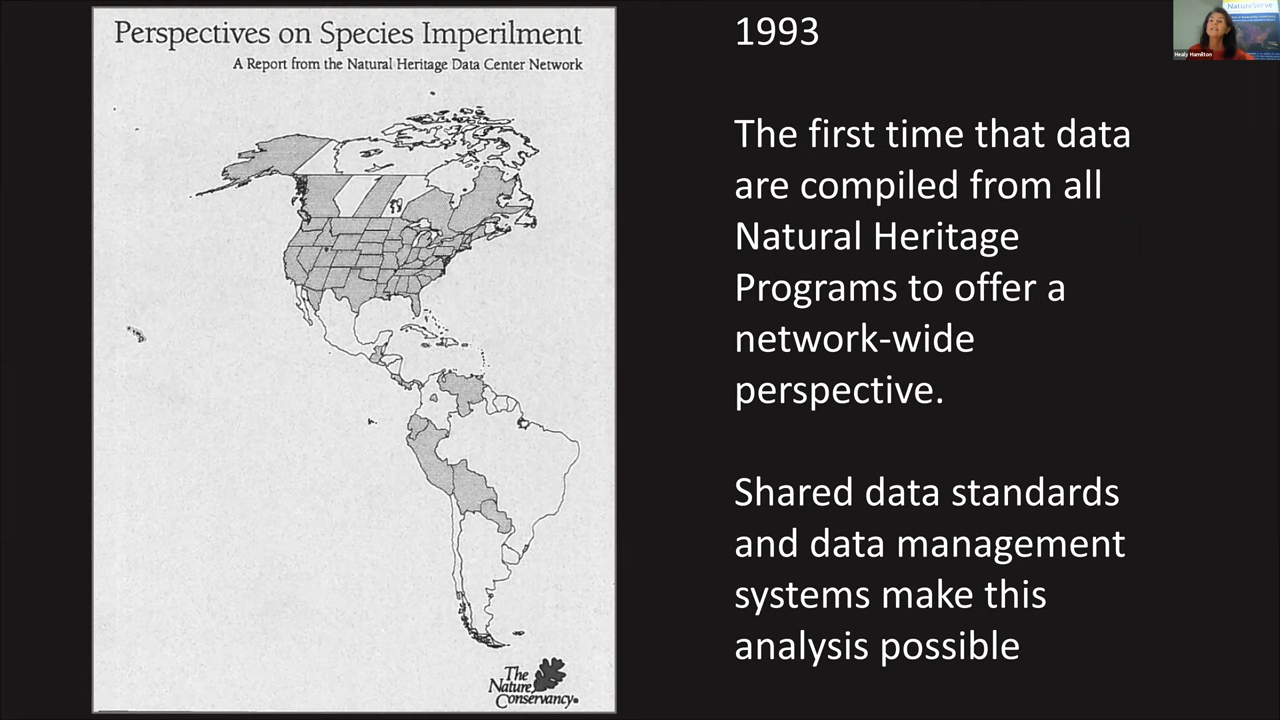 Perspectives on Species Imperilment
A Report from the Natural Heritage Data Center Network
The
Nature
Conservancy®
1993
The first time that data
are compiled from all
Natural Heritage
Programs to offer a
network-wide
perspective.
Shared data standards
and data management
systems make this
analysis possible
NatureServe
Healy Hamilton